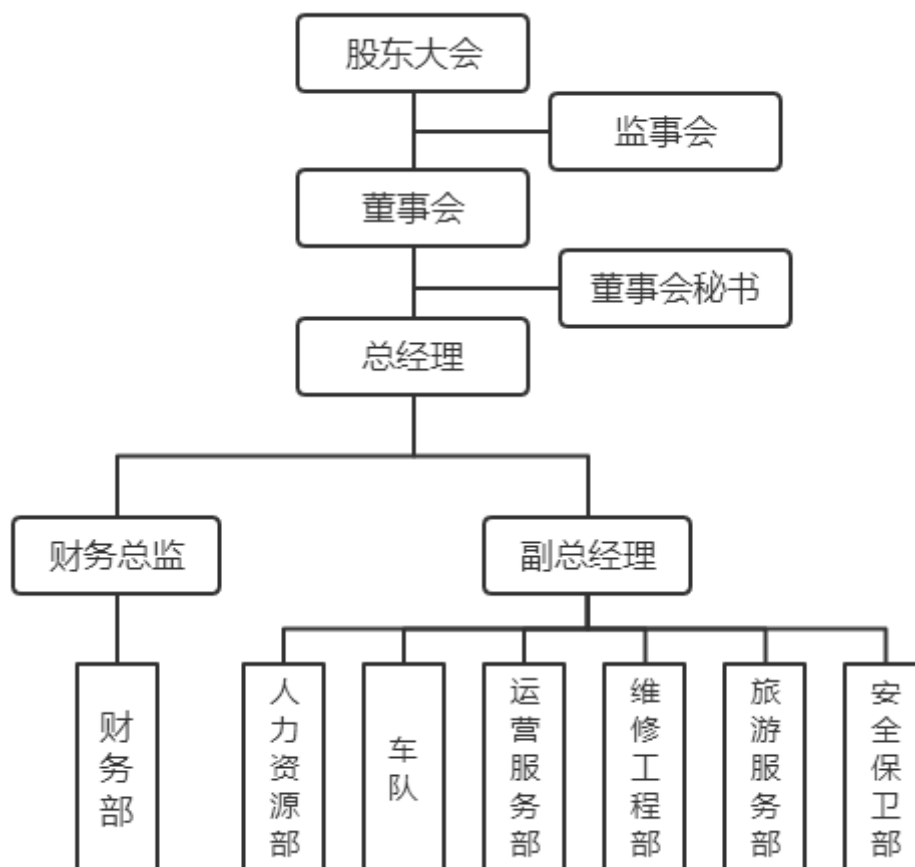 股东大会
监事会
董事会
董事会秘书
总经理
财务总监
副总经理
财务部
人力资源部
车队
运营服务部
维修工程部
旅游服务部
安全保卫部